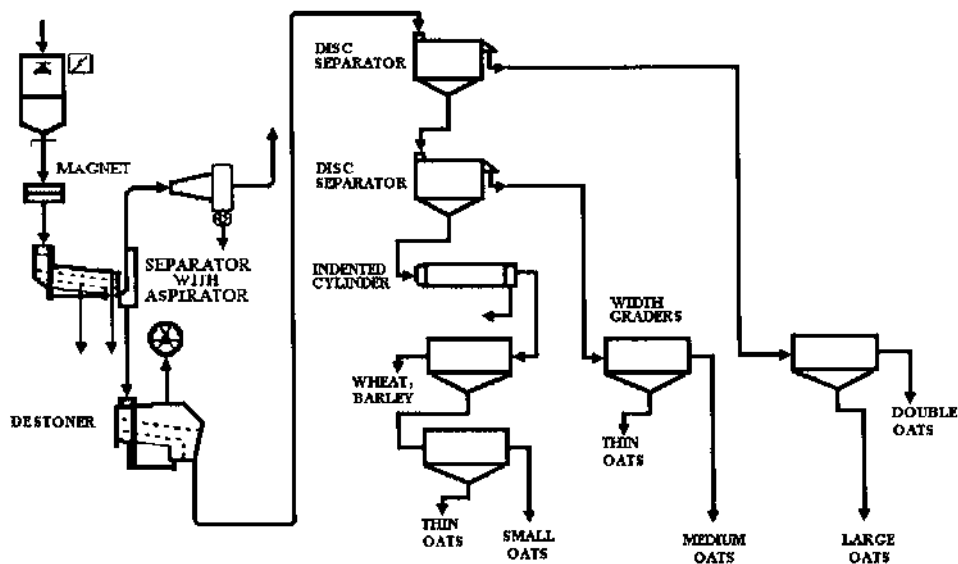 DISC
SEPARATOR
MAGNET
DISC
SEPARATOR
SEPARATOR
WITH
ASPIRATOR
INDENTED
CYLINDER
WIDTH
GRADERS
DESTONER
WHEAT,
BARLEY
THIN
OATS
DOUBLE
OATS
THIN
OATS
SMALL
OATS
MEDIUM
OATS
LARGE
OATS